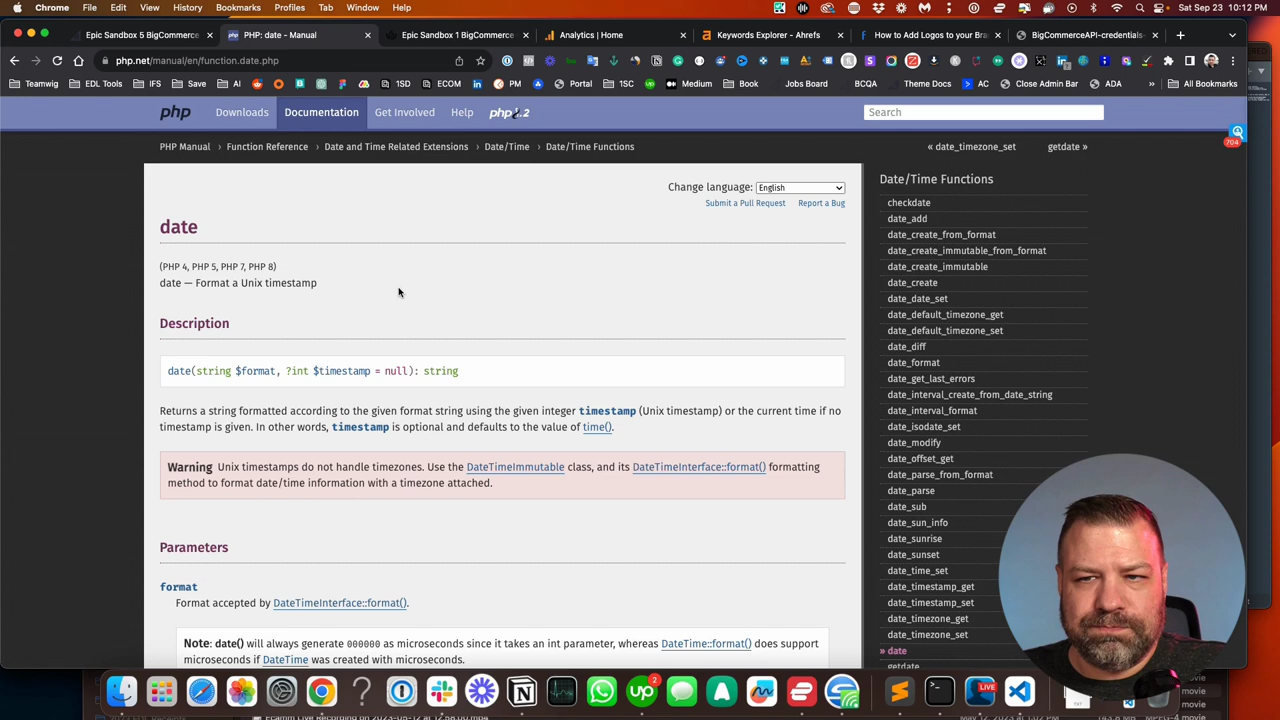 Chrome File Edit View History Bookmarks Profiles Tab Window Help
Sat Sep 23 10:12 PM
Epic Sandbox 5 BigCommerce
PHP: date - Manual
Epic Sandbox 1 BigCommerce
Analytics | Home
Keywords Explorer - Ahrefs
How to Add Logos to your Bra
BigCommerceAPI-credentials-
php.net/manual/en/function.date.php
Teamwig EDL Tools IFS Save AI 1SD EDCM PM Portal 1SC Medium Book Jobs Board BCQA Theme Docs AC Close Admin Bar ADA » All Bookmarks
php Downloads Documentation Get Involved Help php 8.2 Search
704
PHP Manual Function Reference Date and Time Related Extensions Date/Time Date/Time Functions
« date_timezone_set getdate »
Change language: English
Submit a Pull Request Report a Bug
date
(PHP 4, PHP 5, PHP 7, PHP 8)
date — Format a Unix timestamp
Description
date(string $format, ?int $timestamp = null): string
Returns a string formatted according to the given format string using the given integer timestamp (Unix timestamp) or the current time if no
timestamp is given. In other words, timestamp is optional and defaults to the value of time().
Warning Unix timestamps do not handle timezones. Use the DateTimeImmutable class, and its DateTimeInterface::format() formatting
method to format date/time information with a timezone attached.
Parameters
format
Format accepted by DateTimeInterface::format().
Note: date() will always generate 000000 as microseconds since it takes an int parameter, whereas DateTime::format() does support
microseconds if DateTime was created with microseconds.
Date/Time Functions
checkdate
date_add
date_create_from_format
date_create_immutable_from_format
date_create_immutable
date_create
date_date_set
date_default_timezone_get
date_default_timezone_set
date_diff
date_format
date_get_last_errors
date_interval_create_from_date_string
date_interval_format
date_isodate_set
date_modify
date_offset_get
date_parse_from_format
date_parse
date_sub
date_sun_info
date_sunrise
date_sunset
date_time_set
date_timestamp_get
date_timestamp_set
date_timezone_get
date_timezone_set
» date
getdate
up 2
LIVE
movie
movie